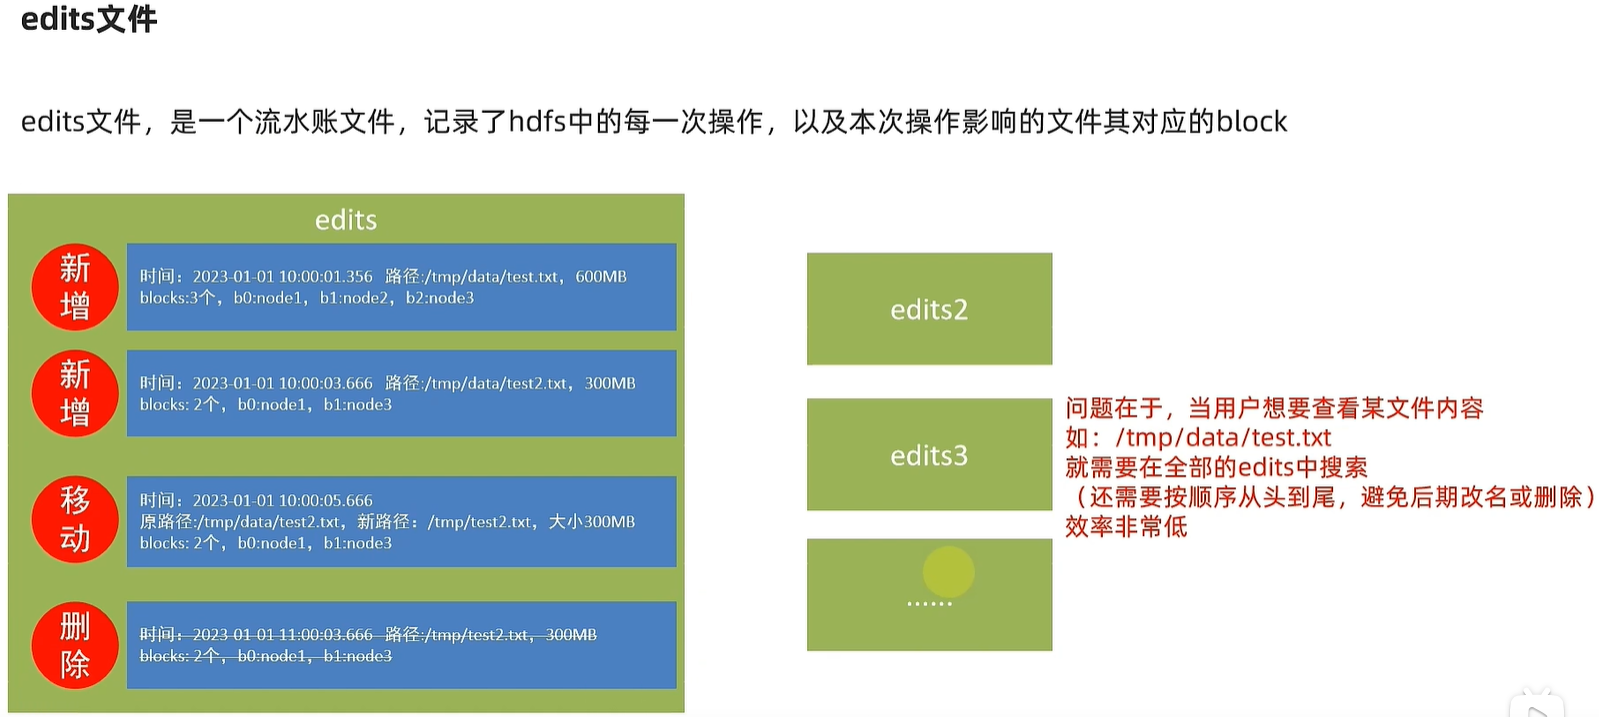 edits文件
edits文件，是一个流水账文件，记录了hdfs中的每一次操作，以及本次操作影响的文件其对应的block
edits
新
增
时间：2023-01-01 10:00:01.356 路径:/tmp/data/test.txt，600MB
blocks:3个，b0:node1，b1:node2，b2:node3
新
增
时间：2023-01-01 10:00:03.666 路径:/tmp/data/test2.txt，300MB
blocks: 2个，b0:node1，b1:node3
移
动
时间：2023-01-01 10:00:05.666
原路径:/tmp/data/test2.txt，新路径：/tmp/test2.txt，大小300MB
blocks: 2个，b0:node1，b1:node3
删
除
时间：2023-01-01 11:00:03.666 路径:/tmp/test2.txt，300MB
blocks: 2个，b0:node1，b1:node3
edits2
edits3
......
问题在于，当用户想要查看某文件内容
如：/tmp/data/test.txt
就需要在全部的edits中搜索
（还需要按顺序从头到尾，避免后期改名或删除）
效率非常低